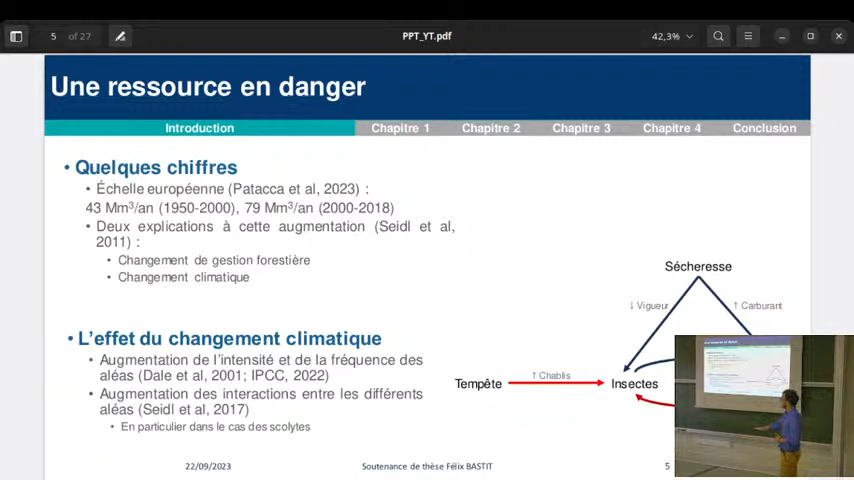 5 of 27
PPT_YT.pdf
42,3%
Une ressource en danger
Introduction Chapitre 1 Chapitre 2 Chapitre 3 Chapitre 4 Conclusion
• Quelques chiffres
• Échelle européenne (Patacca et al, 2023) :
43 Mm³/an (1950-2000), 79 Mm³/an (2000-2018)
• Deux explications à cette augmentation (Seidl et al,
2011) :
• Changement de gestion forestière
• Changement climatique
Sécheresse
↓ Vigueur
↑ Carburant
• L'effet du changement climatique
• Augmentation de l'intensité et de la fréquence des
aléas (Dale et al, 2001; IPCC, 2022)
• Augmentation des interactions entre les différents
aléas (Seidl et al, 2017)
• En particulier dans le cas des scolytes
Tempête
↑ Chablis
Insectes
22/09/2023
Soutenance de thèse Félix BASTIT
5